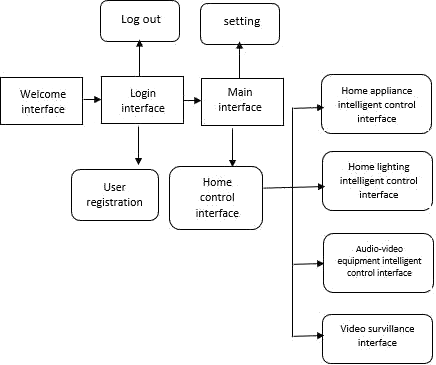 Log out
setting
Welcome
interface
Login
interface
Main
interface
Home appliance
intelligent control
interface
User
registration
Home
control
interface
Home lighting
intelligent control
interface
Audio-video
equipment intelligent
control interface
Video survillance
interface